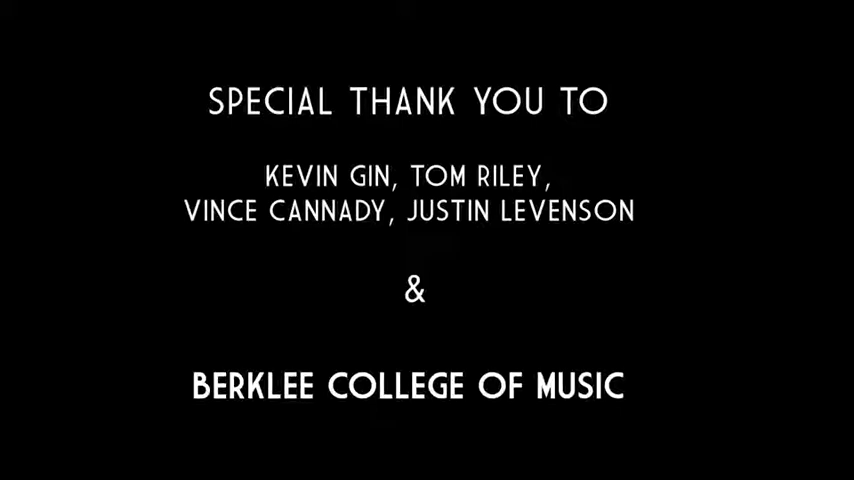 SPECIAL THANK YOU TO
KEVIN GIN, TOM RILEY,
VINCE CANNADY, JUSTIN LEVENSON
&
BERKLEE COLLEGE OF MUSIC